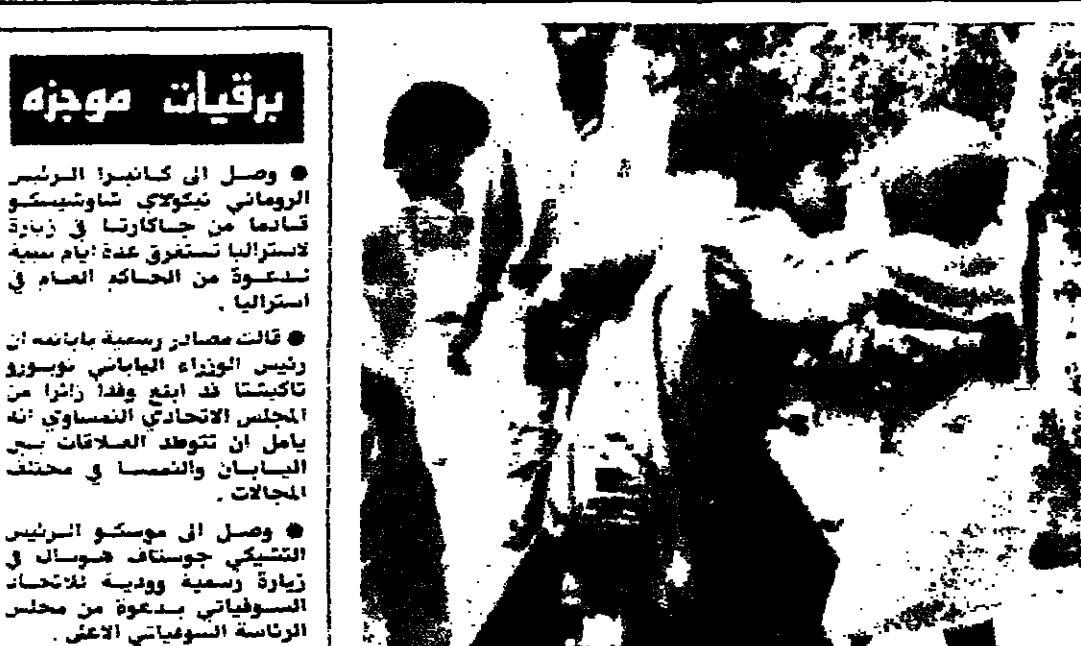 برقيات موجزه
● وصل الى كانبرا الرئيس
الروماني نيكولاي شاوشيسكو
قادما من جاكارتا في زيارة
لاستراليا تستغرق عدة ايام
بدعوة من الحاكم العام في
استراليا .
● قالت مصادر رسمية يابانيه ان
رئيس الوزراء الياباني نوبورو
تاكيشتا قد ابلغ وفدا زائرا من
المجلس الاتحادي النمساوي انه
يامل ان تتوطد العلاقات بين
اليابان والنمسا في مختلف
المجالات .
● وصل الى موسكو الرئيس
التشيكي جوستاف هوساك في
زيارة رسمية وودية للاتحاد
السوفياتي بدعوة من مجلس
الرئاسة السوفياتي الاعلى .